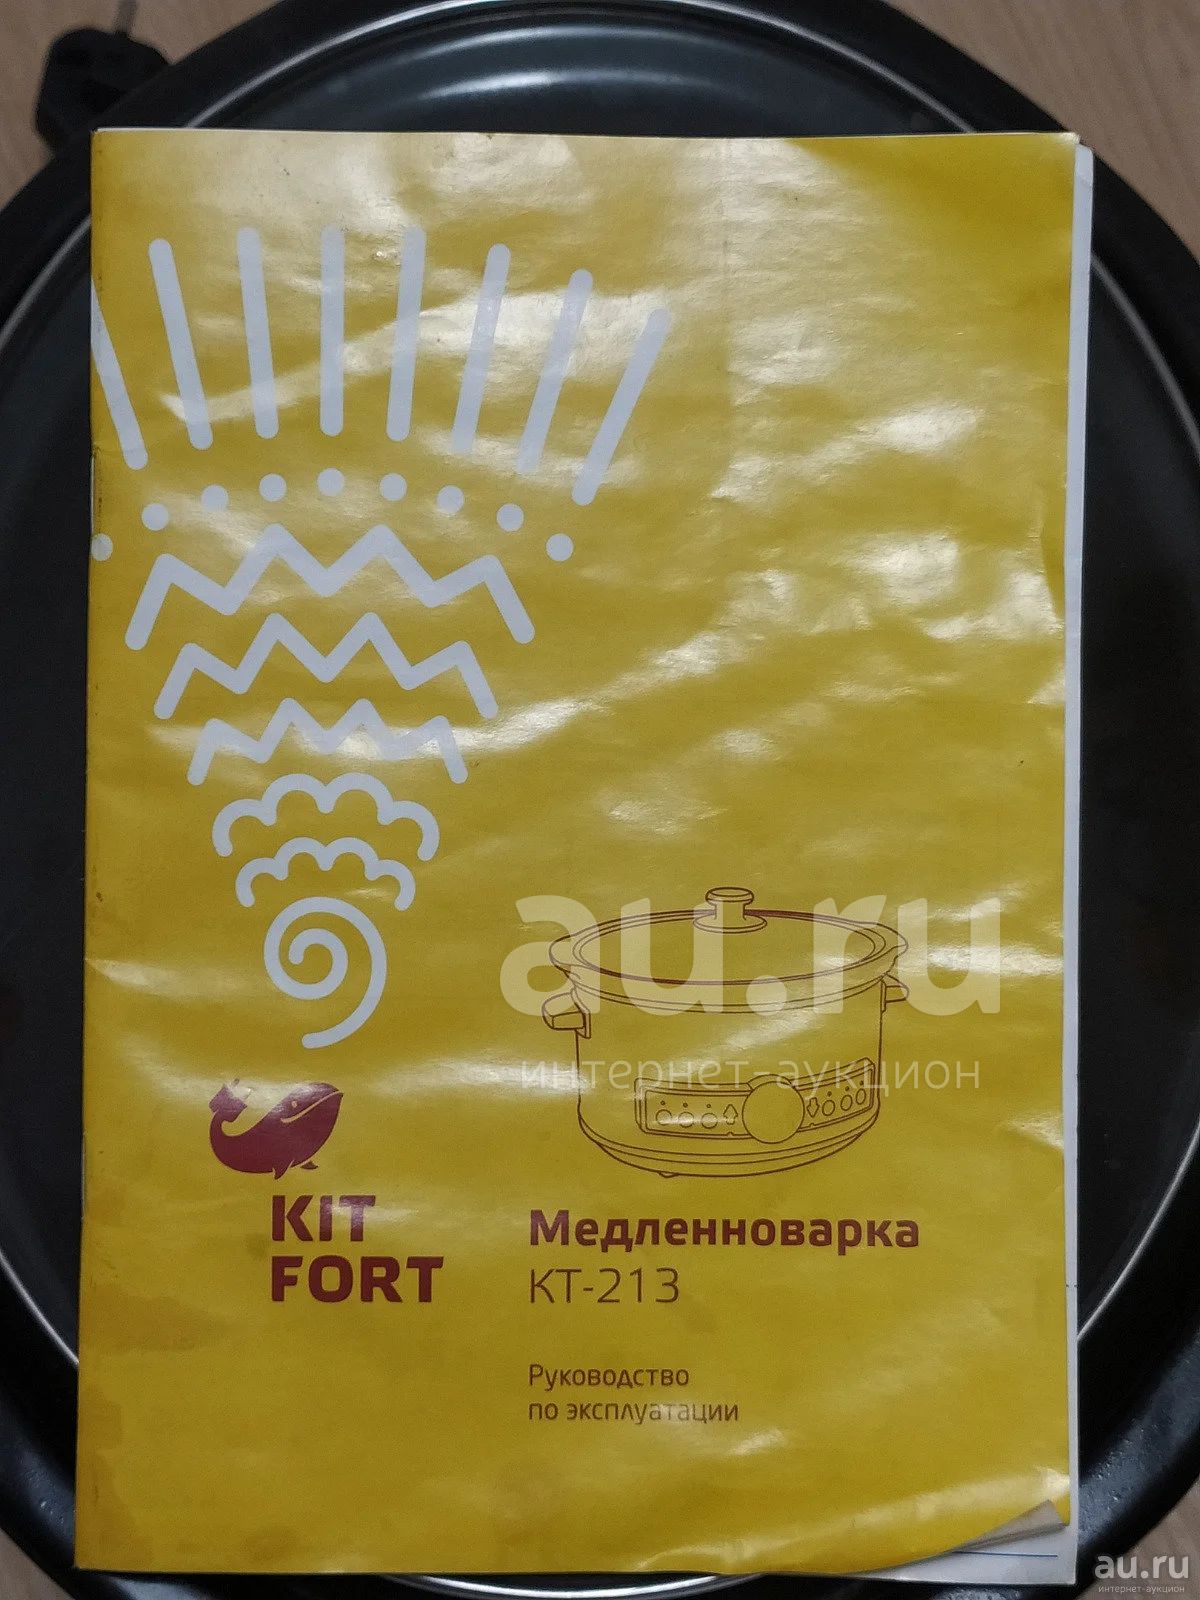 au.ru
интернет-аукцион
KIT
FORT
Медленноварка
КТ-213
Руководство
по эксплуатации
au.ru
интернет-аукцион